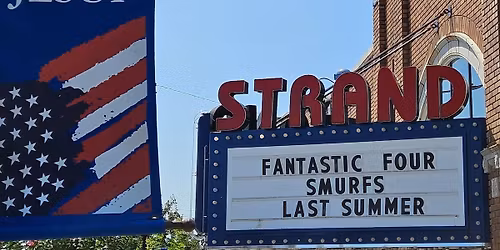 STRAND
FANTASTIC FOUR
SMURFS
LAST SUMMER